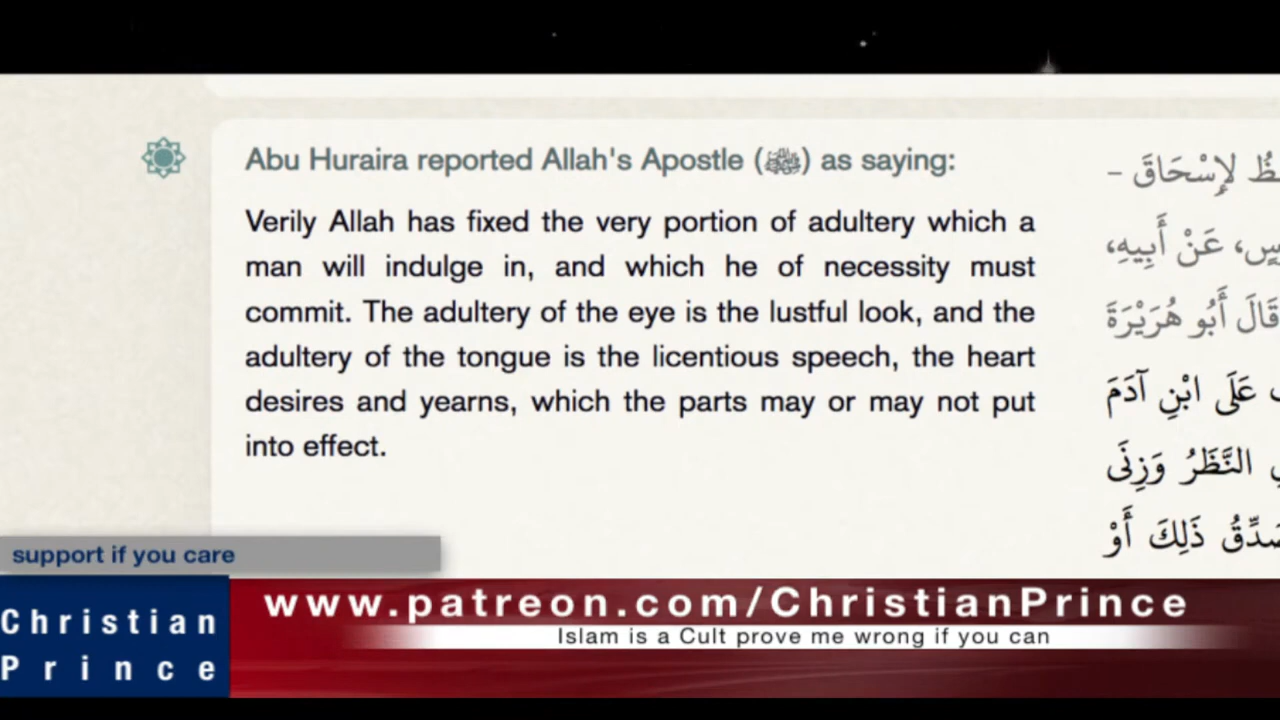 Abu Huraira reported Allah's Apostle (ﷺ) as saying:
Verily Allah has fixed the very portion of adultery which a
man will indulge in, and which he of necessity must
commit. The adultery of the eye is the lustful look, and the
adultery of the tongue is the licentious speech, the heart
desires and yearns, which the parts may or may not put
into effect.
لِإِسْحَاقَ -
عَنْ أَبِيهِ،
قَالَ أَبُو هُرَيْرَةَ
عَلَى ابْنِ آدَمَ
النَّظَرُ وَزِنَى
ذَلِكَ أَوْ
support if you care
Christian
Prince
www.patreon.com/ChristianPrince
Islam is a Cult prove me wrong if you can